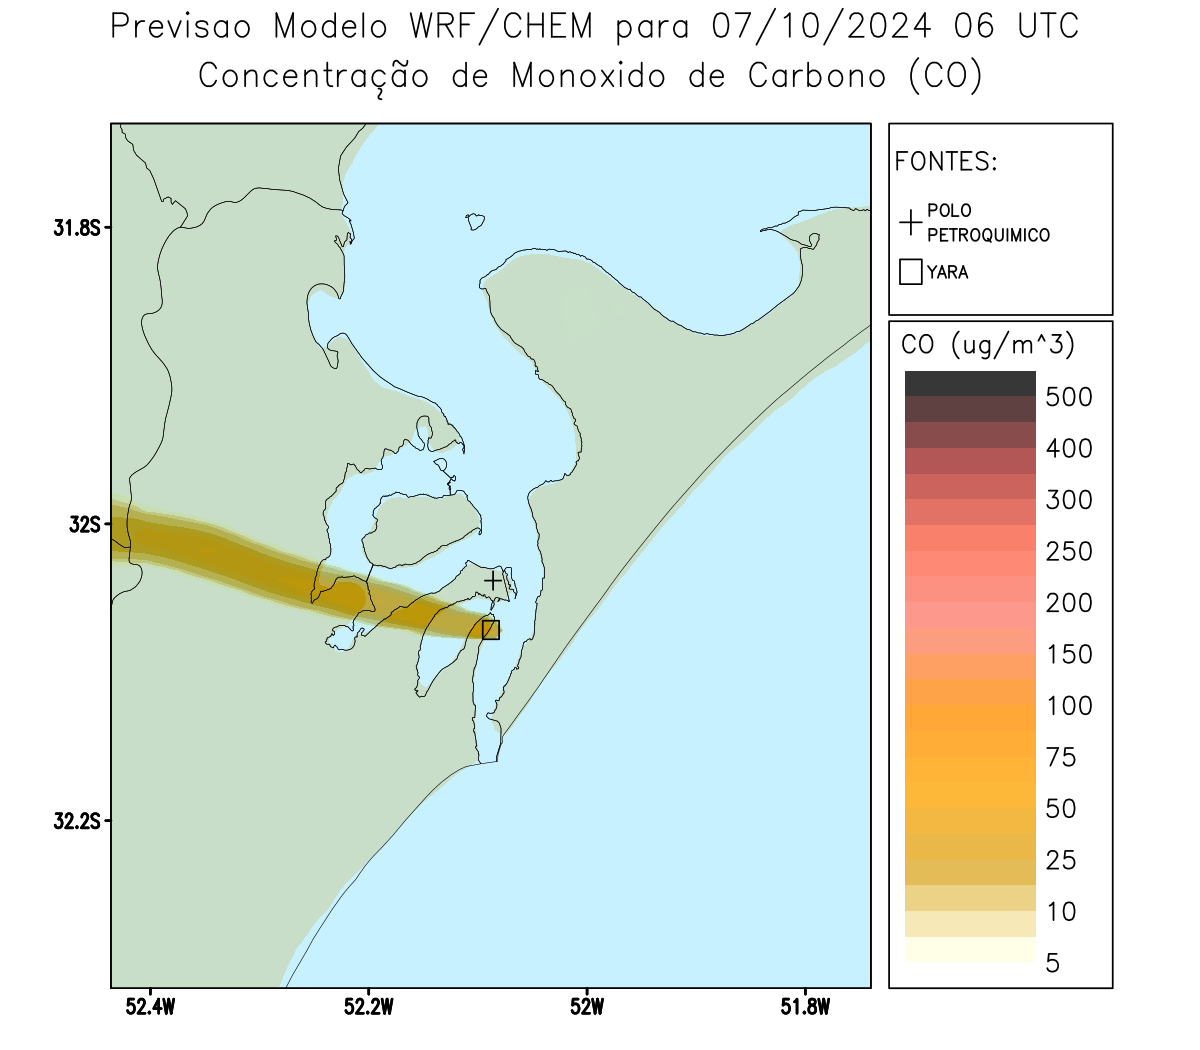 Previsao Modelo WRF/CHEM para 07/10/2024 06 UTC
Concentração de Monoxido de Carbono (CO)
FONTES:
POLO
PETROQUIMICO
YARA
CO (ug/m^3)
500
400
300
250
200
150
100
75
50
25
10
5
31.8S
32S
32.2S
52.4W
52.2W
52W
51.8W